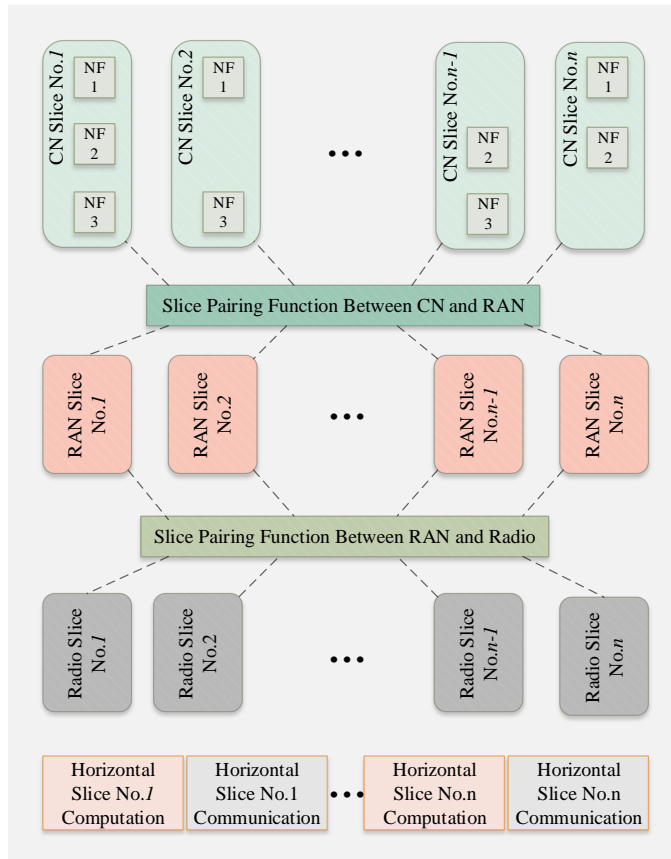 CN Slice No.1
NF
1
NF
2
NF
3
CN Slice No.2
NF
1
NF
3
...
CN Slice No.n-1
NF
2
NF
3
CN Slice No.n
NF
1
NF
2
Slice Pairing Function Between CN and RAN
RAN Slice
No.1
RAN Slice
No.2
...
RAN Slice
No.n-1
RAN Slice
No.n
Slice Pairing Function Between RAN and Radio
Radio Slice
No.1
Radio Slice
No.2
...
Radio Slice
No.n-1
Radio Slice
No.n
Horizontal
Slice No.1
Computation
Horizontal
Slice No.1
Communication
...
Horizontal
Slice No.n
Computation
Horizontal
Slice No.n
Communication